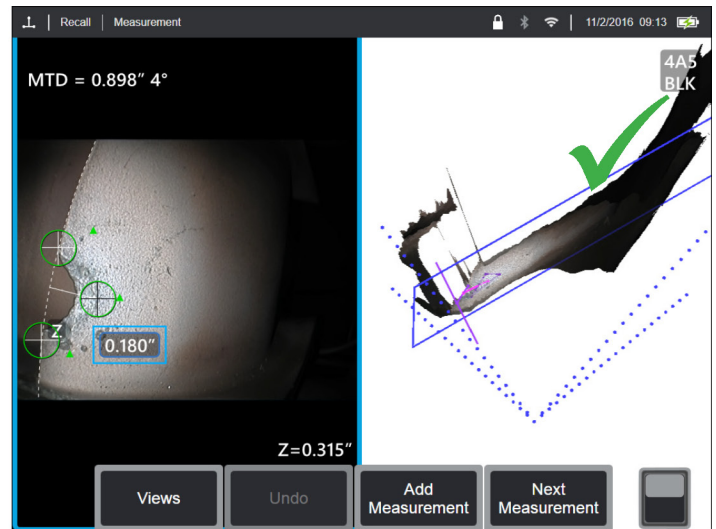 Recall | Measurement
11/2/2016 09:13
MTD = 0.898" 4°
4A5
BLK
Z
0.180"
Z=0.315"
Views
Undo
Add
Measurement
Next
Measurement